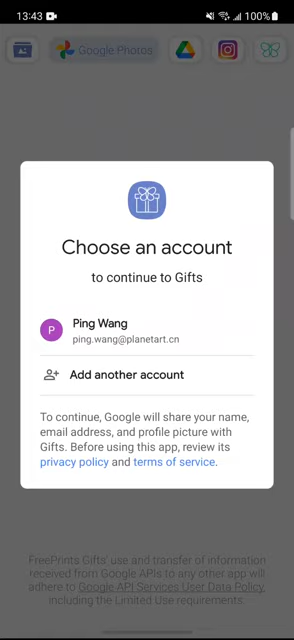 13:43
100%
Google Photos
Choose an account
to continue to Gifts
P
Ping Wang
ping.wang@planetart.cn
Add another account
To continue, Google will share your name,
email address, and profile picture with
Gifts. Before using this app, review its
privacy policy and terms of service.
FreePrints Gifts' use and transfer of information
received from Google APIs to any other app will
adhere to Google API Services User Data Policy,
including the Limited Use requirements.